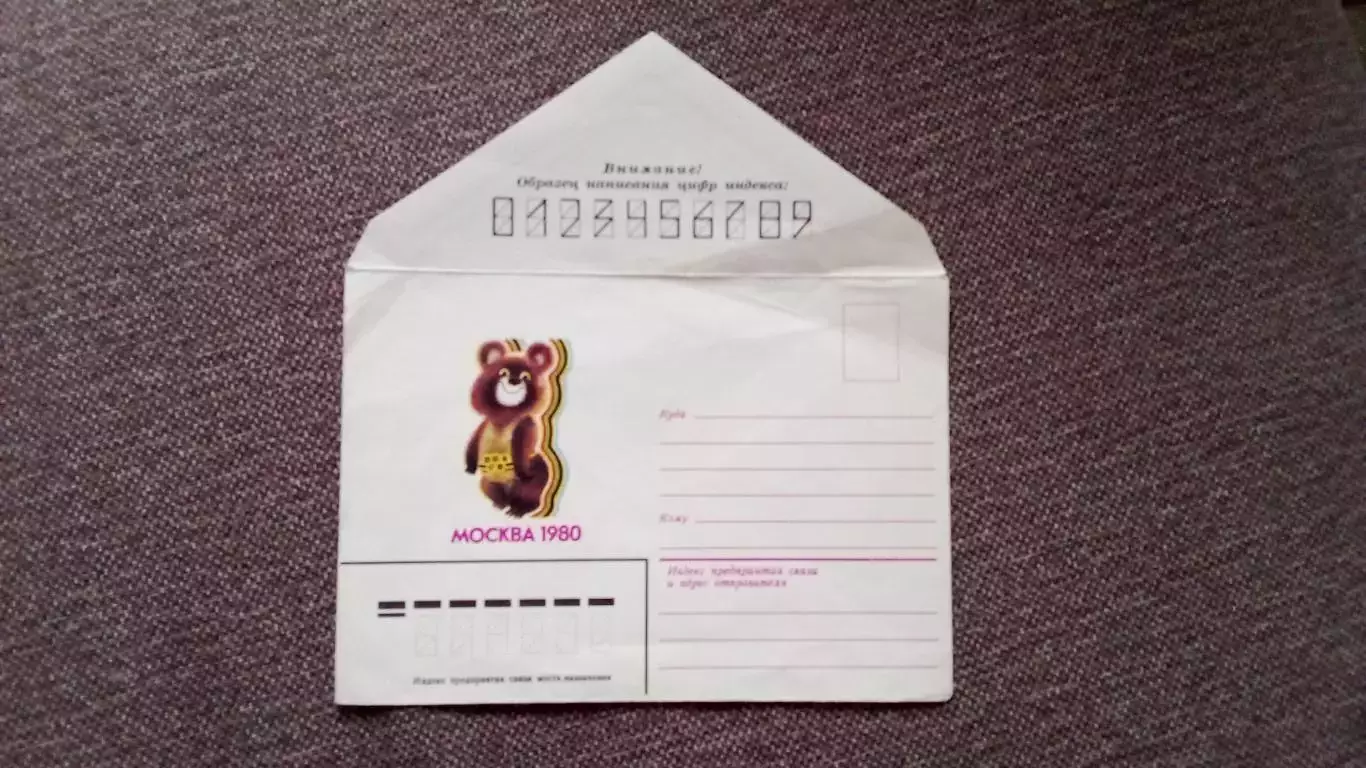 Внимание!
Образец написания цифр индекса:
0123456789
Куда
МОСКВА 1980
Кому
Индекс предприятия связи
и адрес отправителя
Индекс предприятия связи места назначения